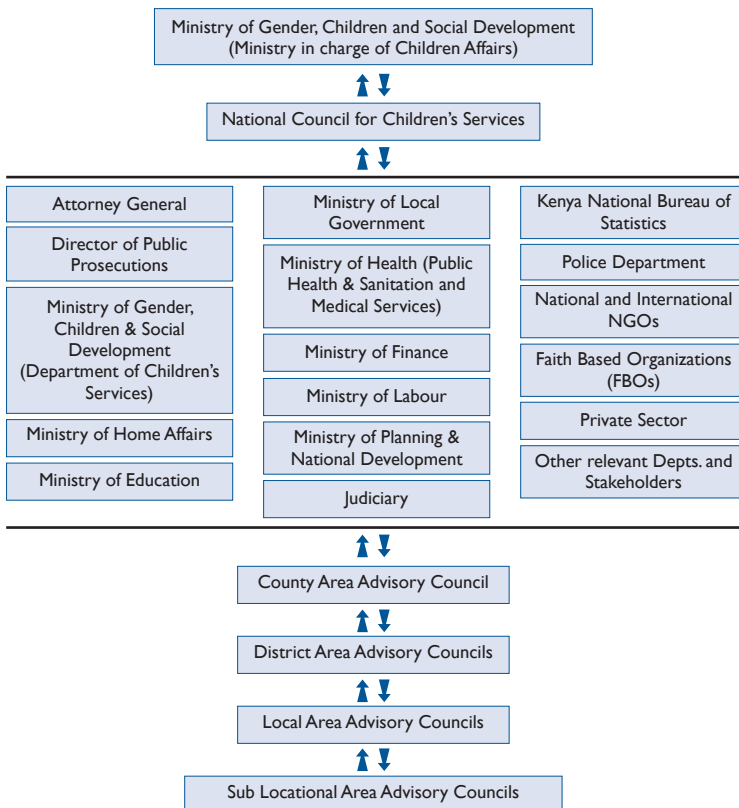 Ministry of Gender, Children and Social Development
(Ministry in charge of Children Affairs)
National Council for Children's Services
Attorney General
Director of Public
Prosecutions
Ministry of Gender,
Children & Social
Development
(Department of Children's
Services)
Ministry of Home Affairs
Ministry of Education
Ministry of Local
Government
Ministry of Health (Public
Health & Sanitation and
Medical Services)
Ministry of Finance
Ministry of Labour
Ministry of Planning &
National Development
Judiciary
Kenya National Bureau of
Statistics
Police Department
National and International
NGOs
Faith Based Organizations
(FBOs)
Private Sector
Other relevant Depts. and
Stakeholders
County Area Advisory Council
District Area Advisory Councils
Local Area Advisory Councils
Sub Locational Area Advisory Councils